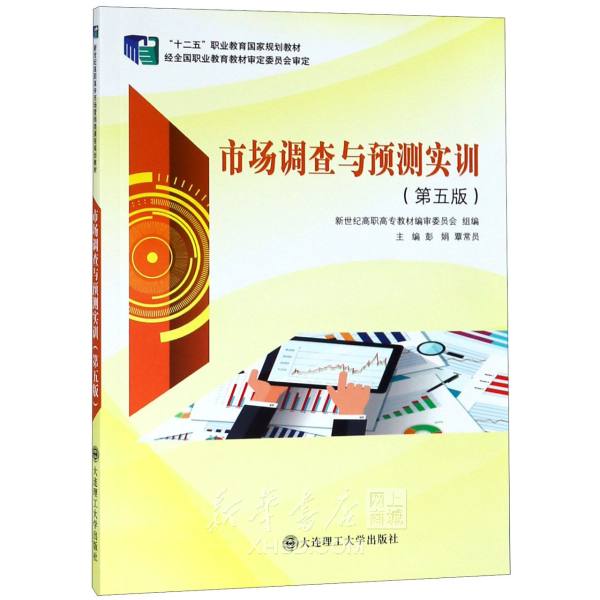 “十二五”职业教育国家规划教材
经全国职业教育教材审定委员会审定
市场调查与预测实训
(第五版)
新世纪高职高专教材编审委员会 组编
主 编 彭 娟 覃常员
大连理工大学出版社
市场调查与预测实训(第五版)
大连理工大学出版社
新华书店
网上商城